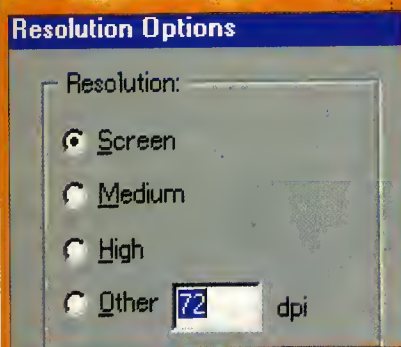 Resolution Options
Resolution:
Screen
Medium
High
Other 72 dpi